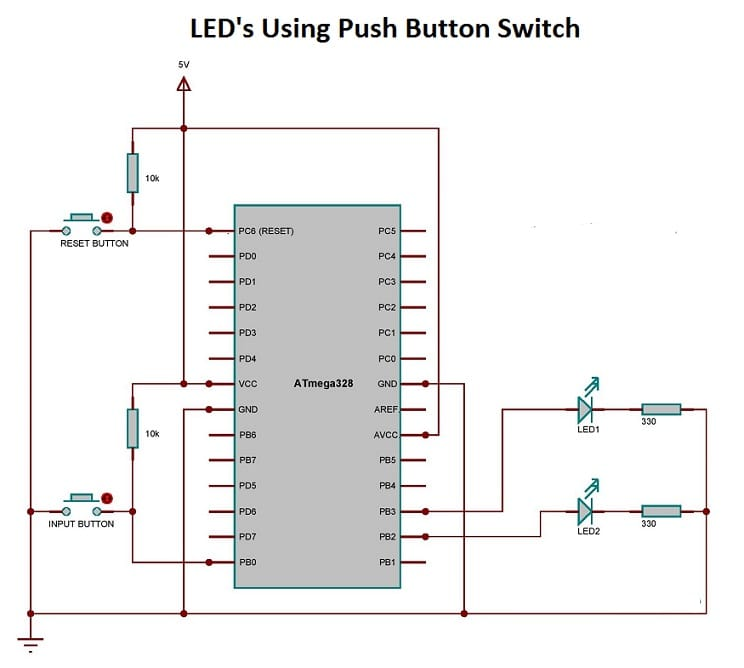 LED's Using Push Button Switch
5V
10k
RESET BUTTON
PC6 (RESET)
PC5
PD0
PC4
PD1
PC3
PD2
PC2
PD3
PC1
PD4
PC0
VCC
ATmega328
GND
GND
AREF
LED1
330
10k
PB6
AVCC
PB7
PB5
PD5
PB4
INPUT BUTTON
PD6
PB3
LED2
330
PD7
PB2
PB0
PB1